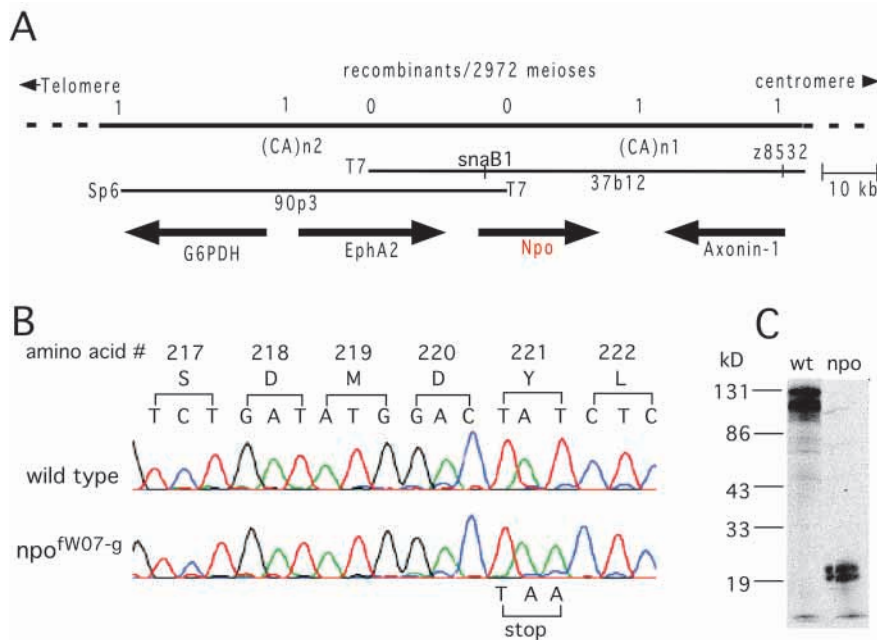 A
recombinants/2972 meioses
Telomere
centromere
1 1 0 0 1 1
(CA)n2 (CA)n1 z8532
T7 snaB1
37b12 10 kb
Sp6 T7
90p3
G6PDH EphA2 Npo Axonin-1
B
amino acid # 217 218 219 220 221 222
S D M D Y L
T C T G A T A T G G A C T A T C T C
wild type
npo fW07-g
T A A
stop
C
kD wt npo
131
86
43
33
19